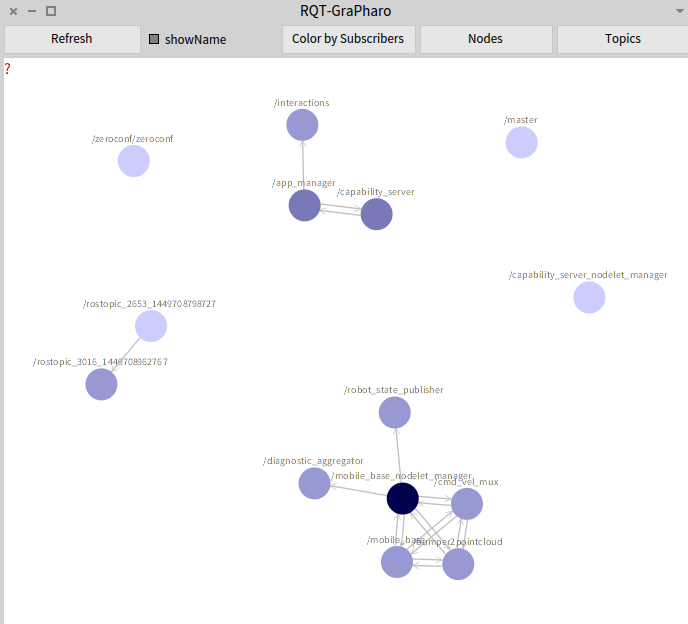 RQT-GraPharo
Refresh
showName
Color by Subscribers
Nodes
Topics
?
/interactions
/master
/zeroconf/zeroconf
/app_manager
/capability_server
/capability_server_nodelet_manager
/rostopic_2653_1449708798727
/rostopic_3016_1449708962767
/robot_state_publisher
/diagnostic_aggregator
/mobile_base_nodelet_manager
/cmd_vel_mux
/mobile_base
/bumper2pointcloud